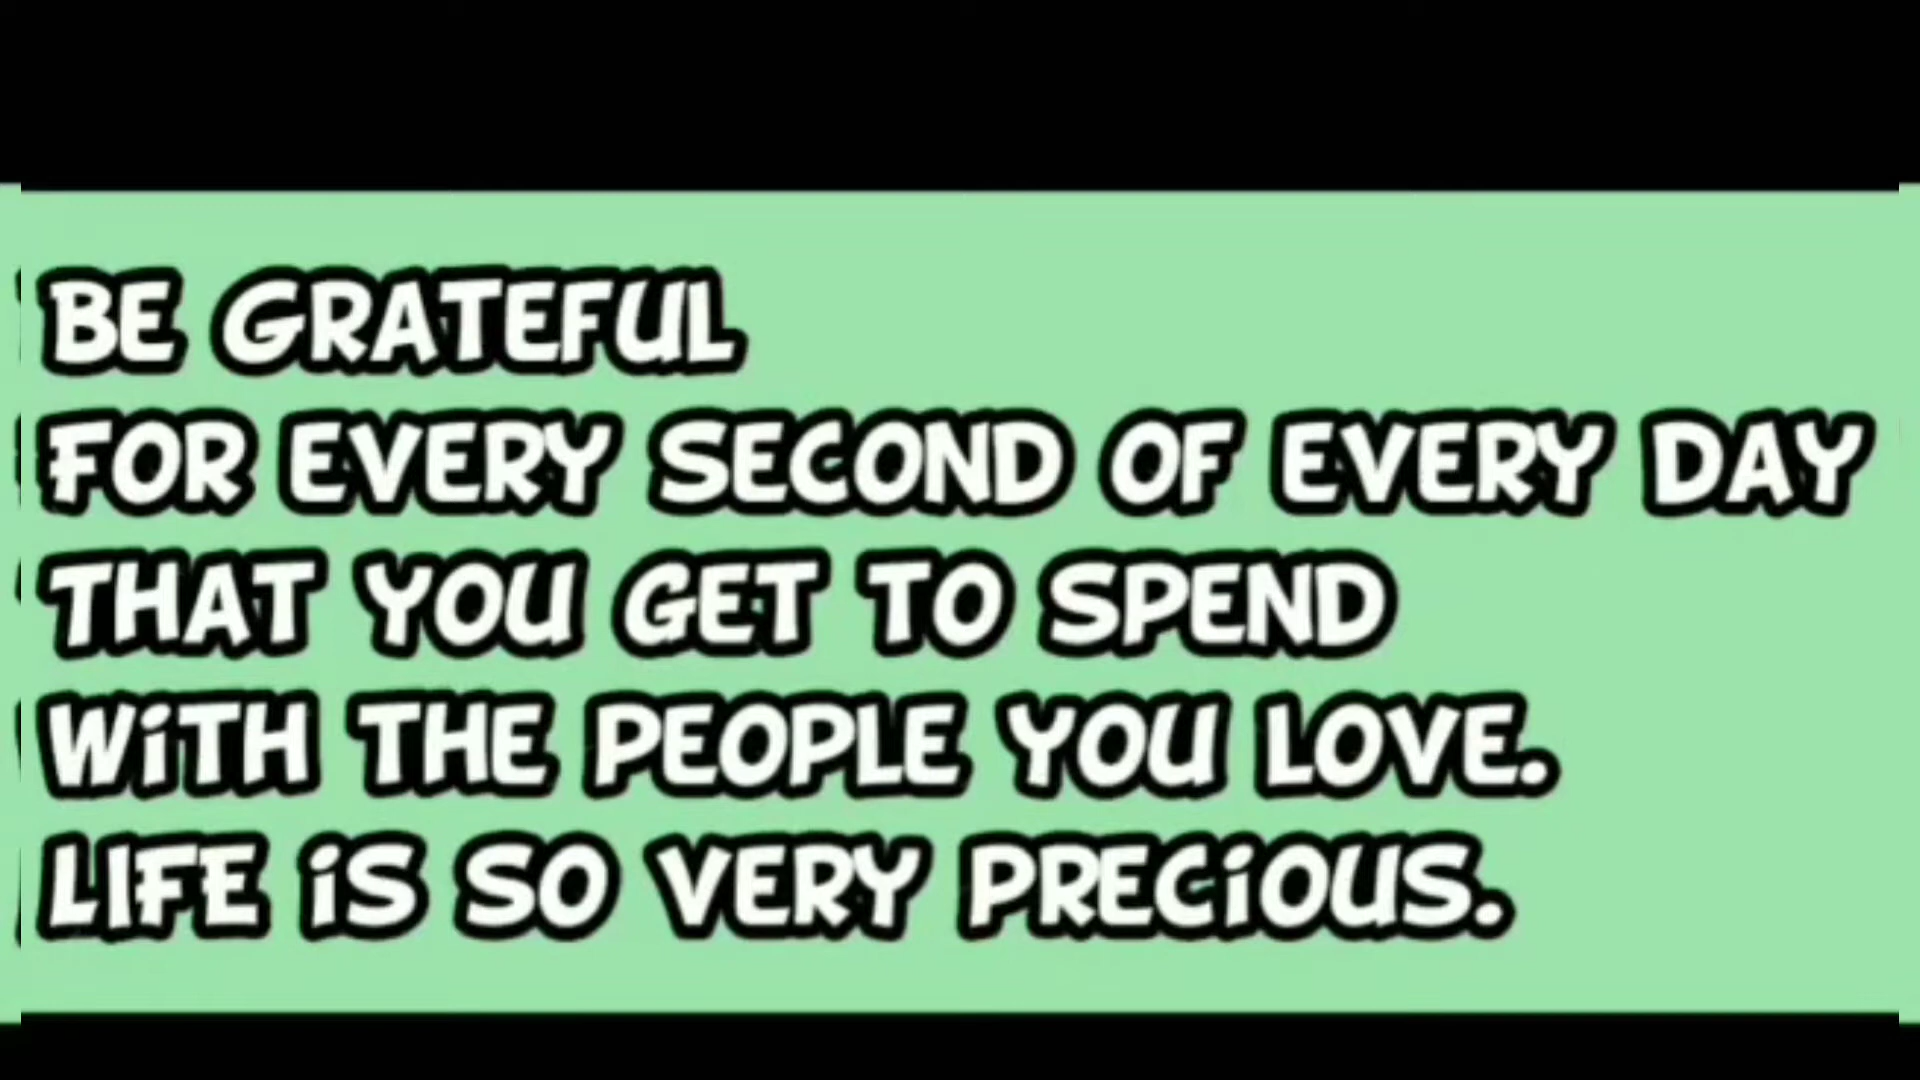 BE GRATEFUL
FOR EVERY SECOND OF EVERY DAY
THAT YOU GET TO SPEND
WiTH THE PEOPLE YOU LOVE.
LIFE iS SO VERY PRECiOUS.